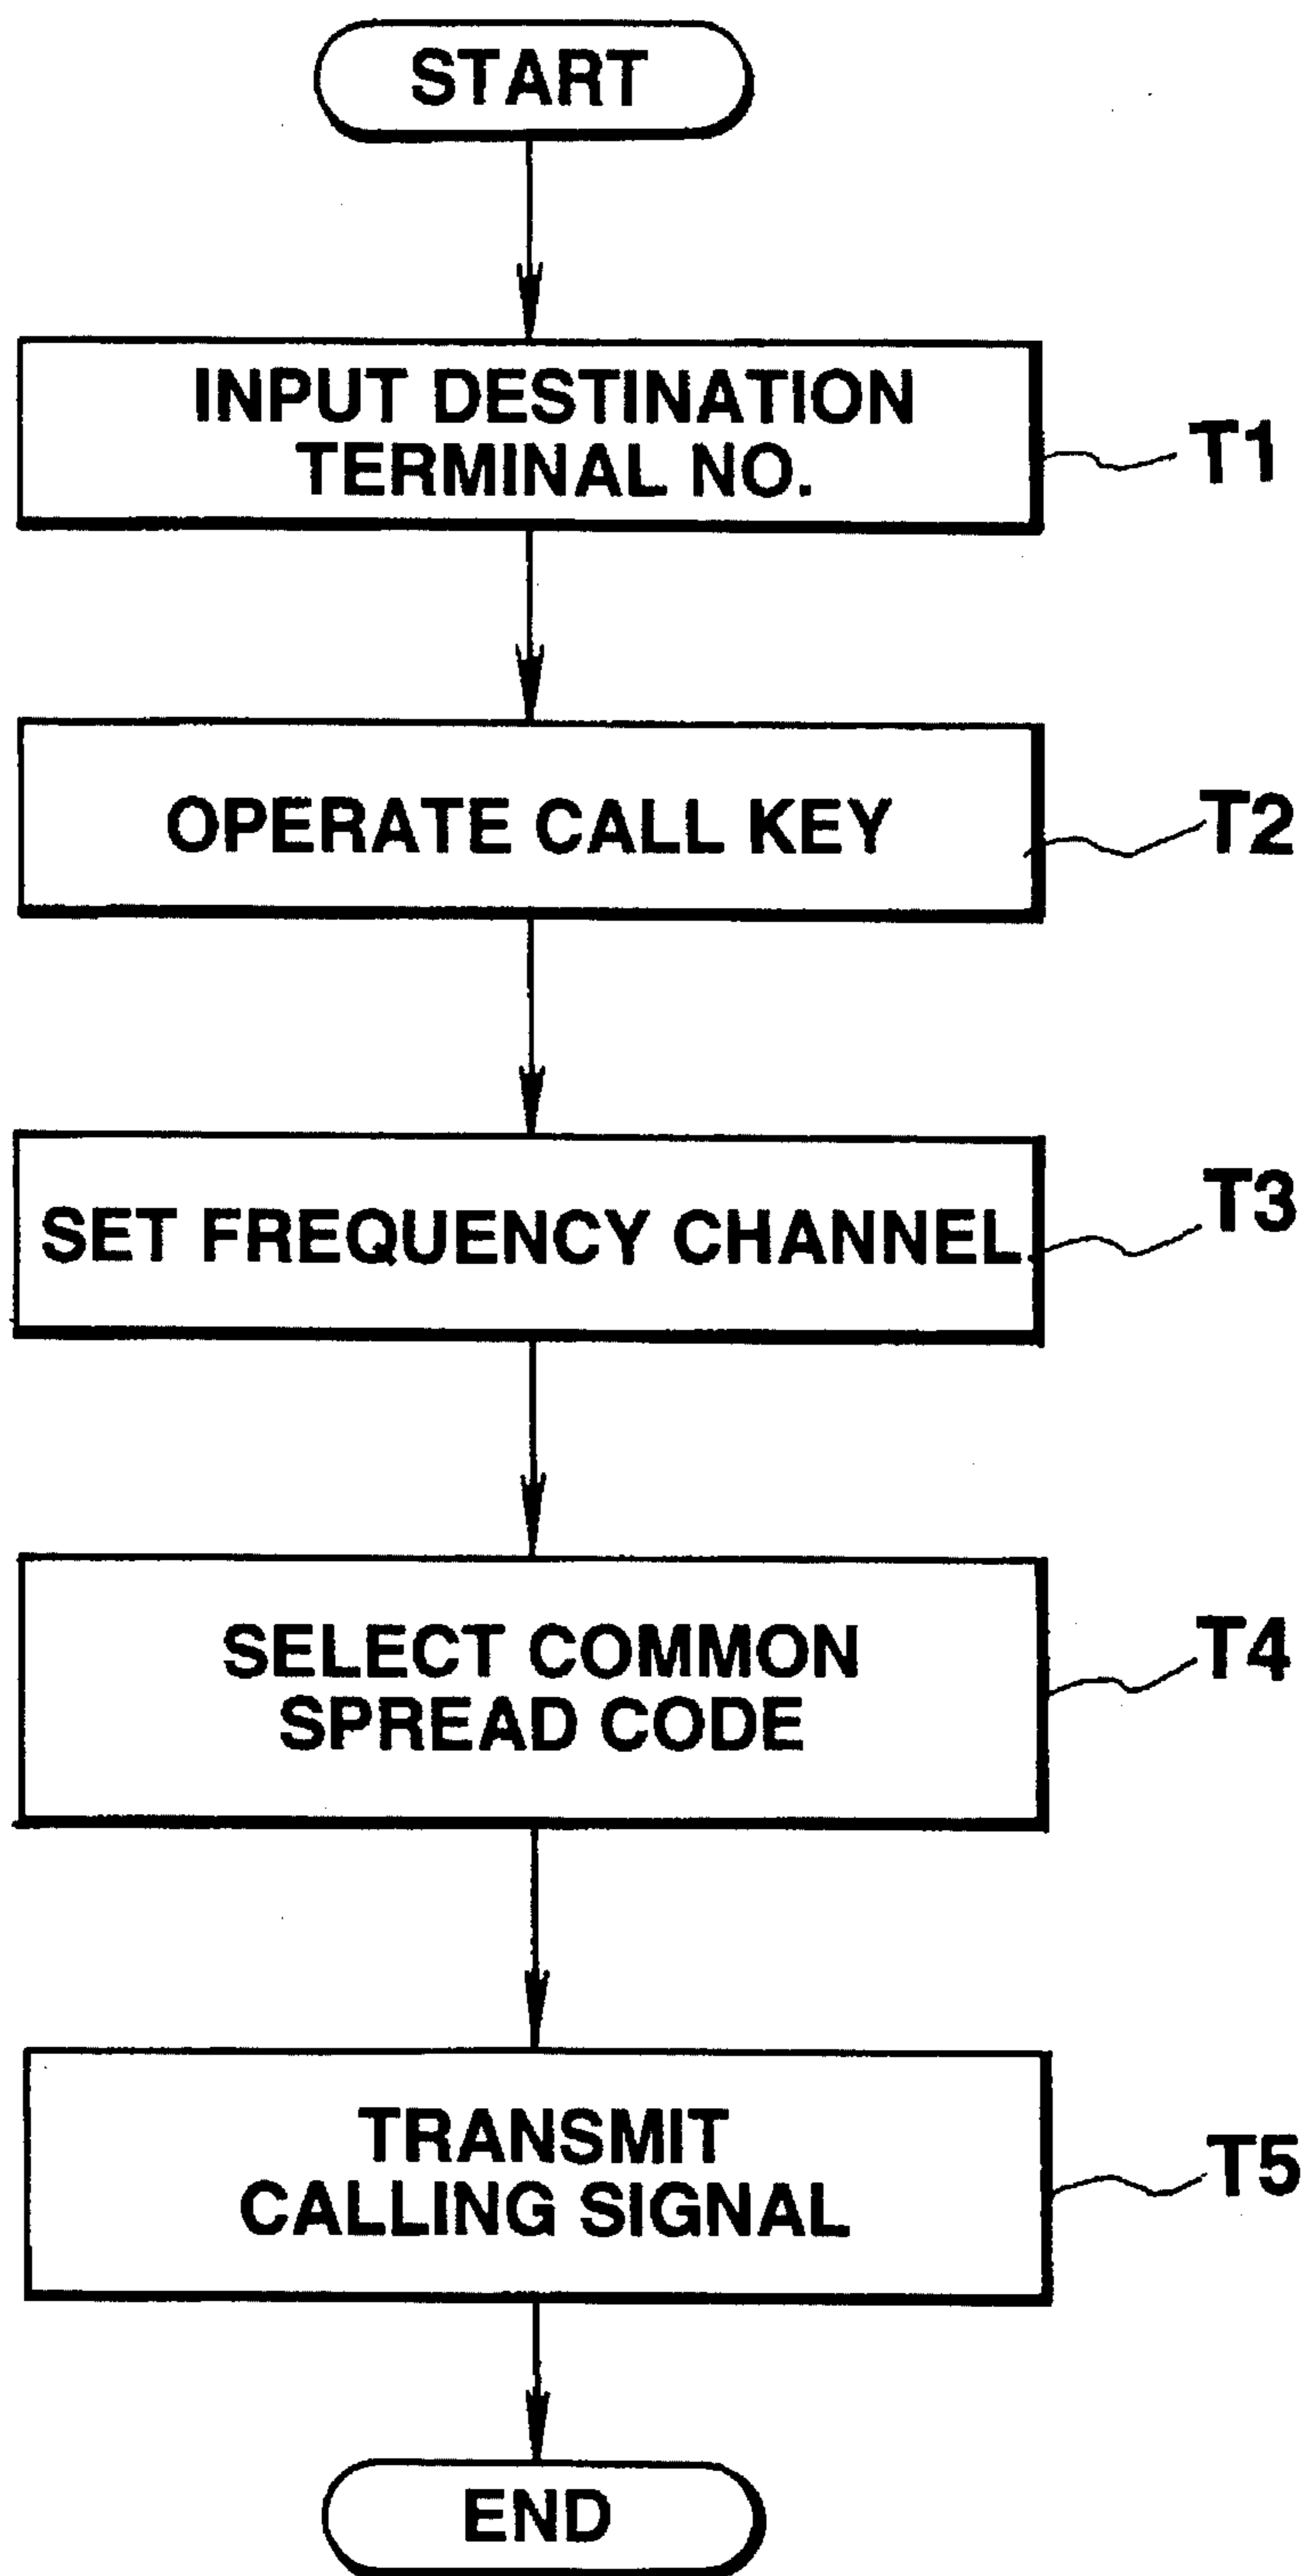 START
INPUT DESTINATION
TERMINAL NO.
T1
OPERATE CALL KEY
T2
SET FREQUENCY CHANNEL
T3
SELECT COMMON
SPREAD CODE
T4
TRANSMIT
CALLING SIGNAL
T5
END